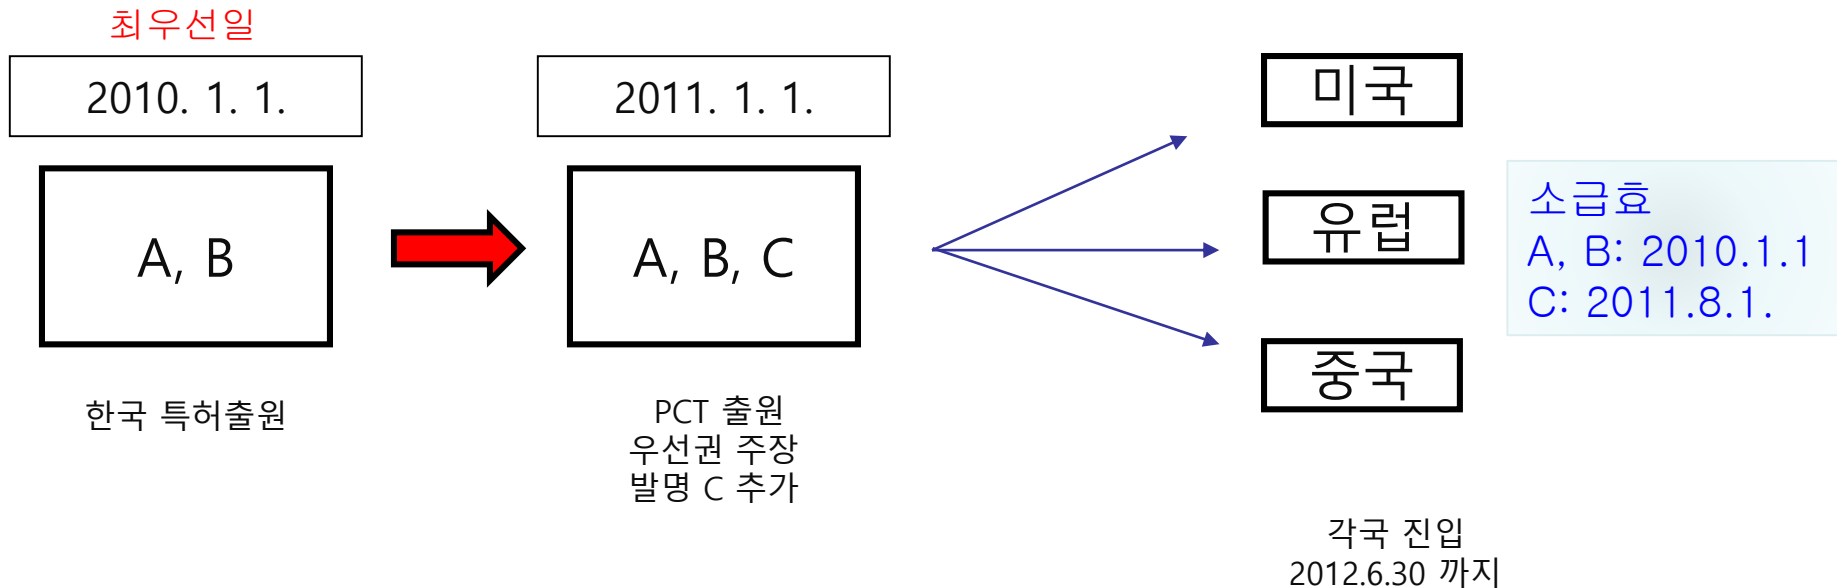 최우선일
2010. 1. 1.
A, B
한국 특허출원
2011. 1. 1.
A, B, C
PCT 출원
우선권 주장
발명 C 추가
미국
유럽
중국
각국 진입
2012.6.30 까지
소급효
A, B: 2010.1.1
C: 2011.8.1.